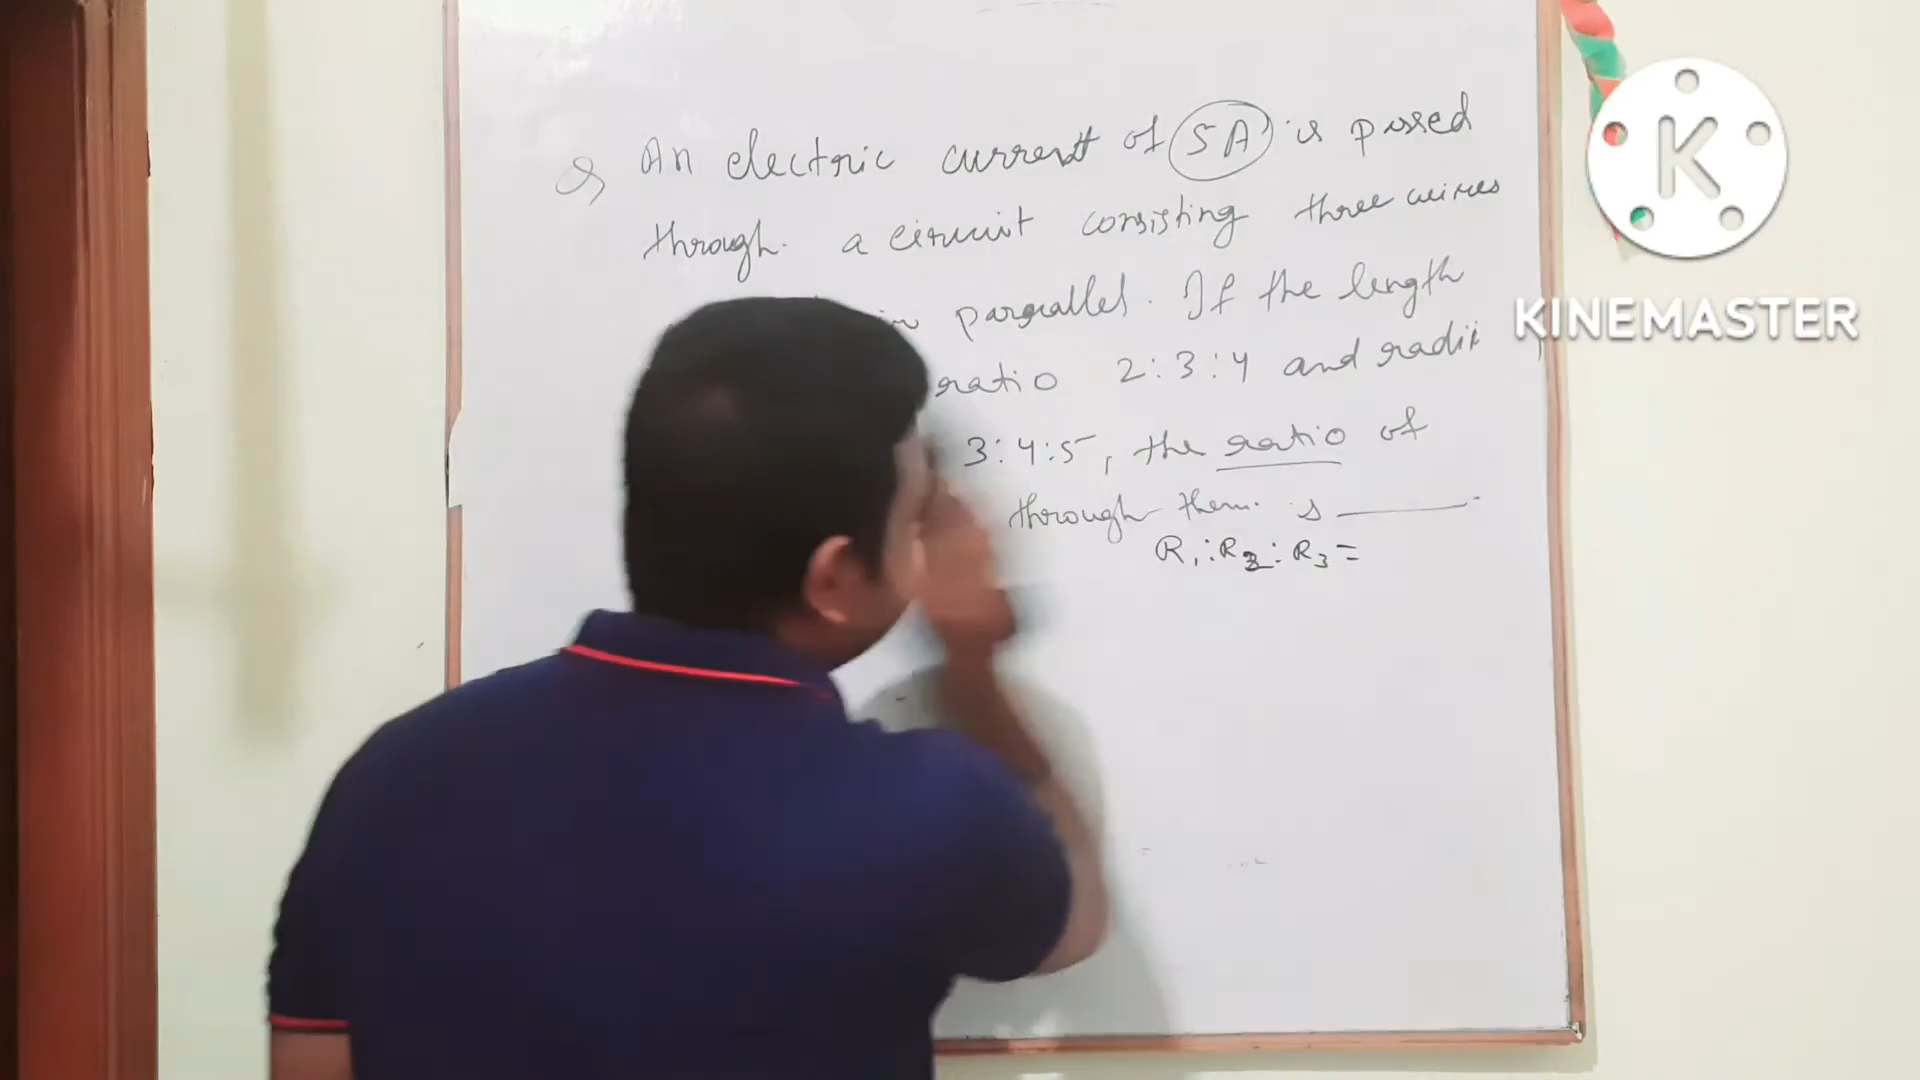 Q An electric current of 5A is passed
through a circuit consisting three wires
in parallel. If the length
ratio 2:3:4 and radii
3:4:5, the ratio of
through them is
R₁:R₂:R₃=
K
KINEMASTER